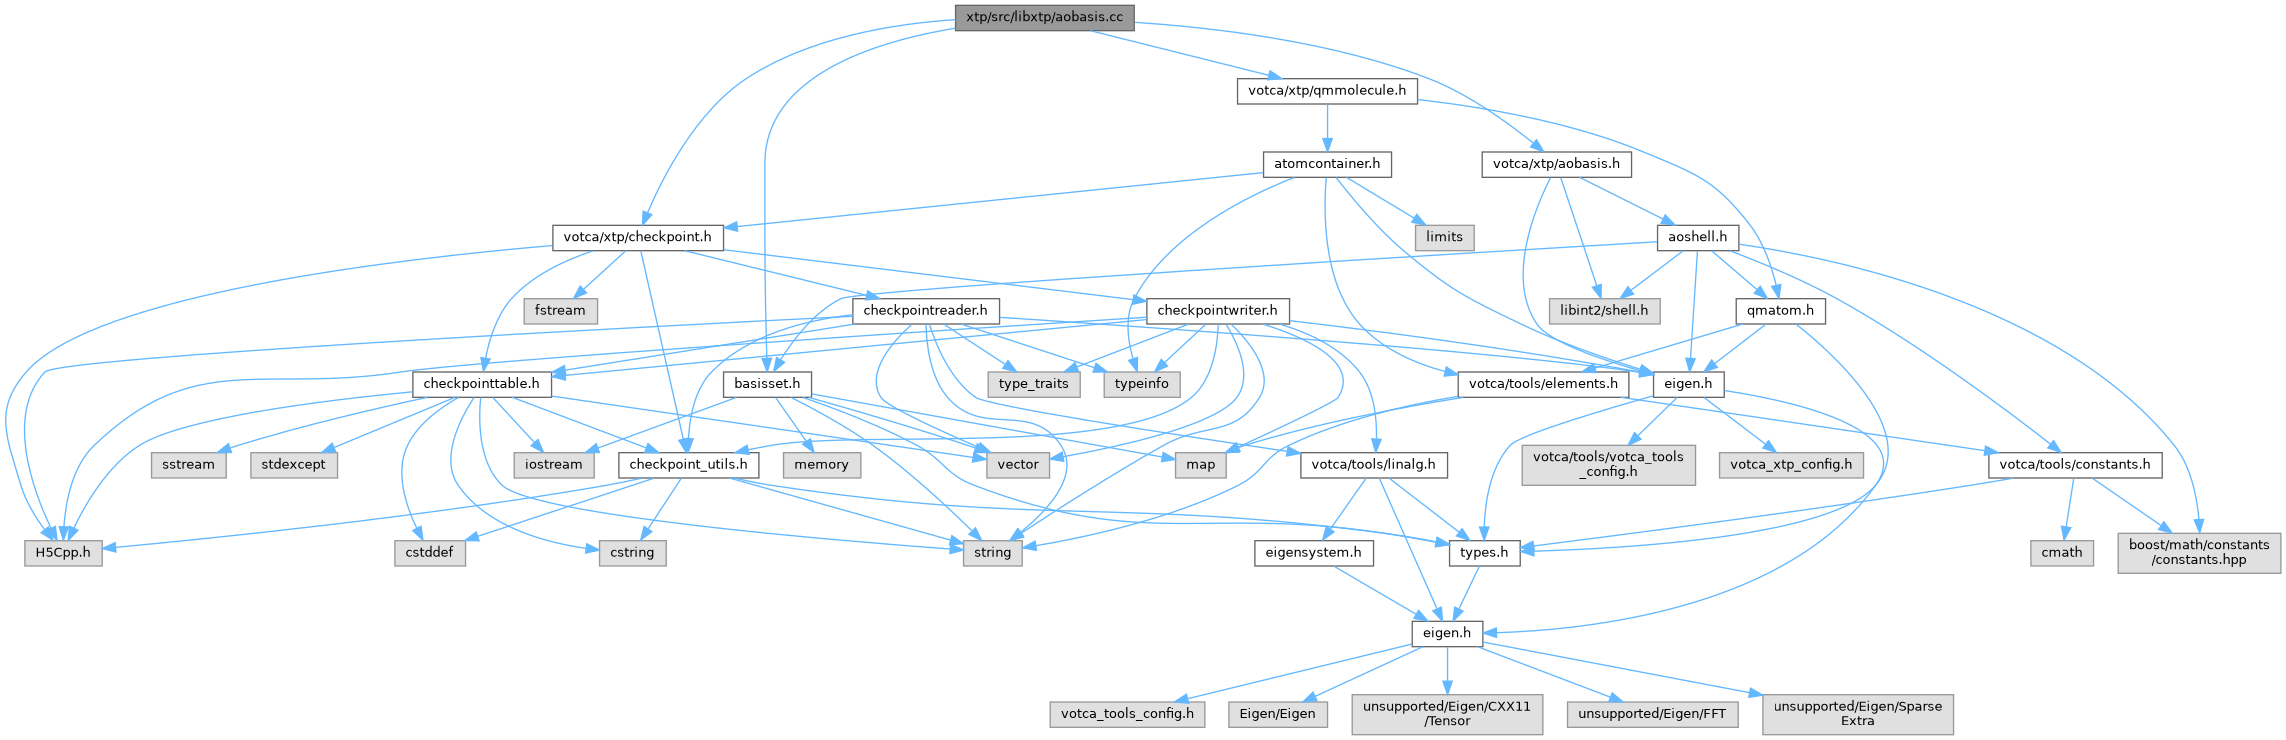 xtp/src/libxtp/aobasis.cc
votca/xtp/qmmolecule.h
atomcontainer.h
votca/xtp/aobasis.h
votca/xtp/checkpoint.h
limits
aoshell.h
fstream
checkpointreader.h
checkpointwriter.h
libint2/shell.h
qmatom.h
checkpointtable.h
basisset.h
type_traits
typeinfo
votca/tools/elements.h
eigen.h
sstream
stdexcept
iostream
checkpoint_utils.h
memory
vector
map
votca/tools/linalg.h
votca/tools/votca_tools
_config.h
votca_xtp_config.h
votca/tools/constants.h
H5Cpp.h
cstddef
cstring
string
eigensystem.h
types.h
cmath
boost/math/constants
/constants.hpp
eigen.h
votca_tools_config.h
Eigen/Eigen
unsupported/Eigen/CXX11
/Tensor
unsupported/Eigen/FFT
unsupported/Eigen/Sparse
Extra